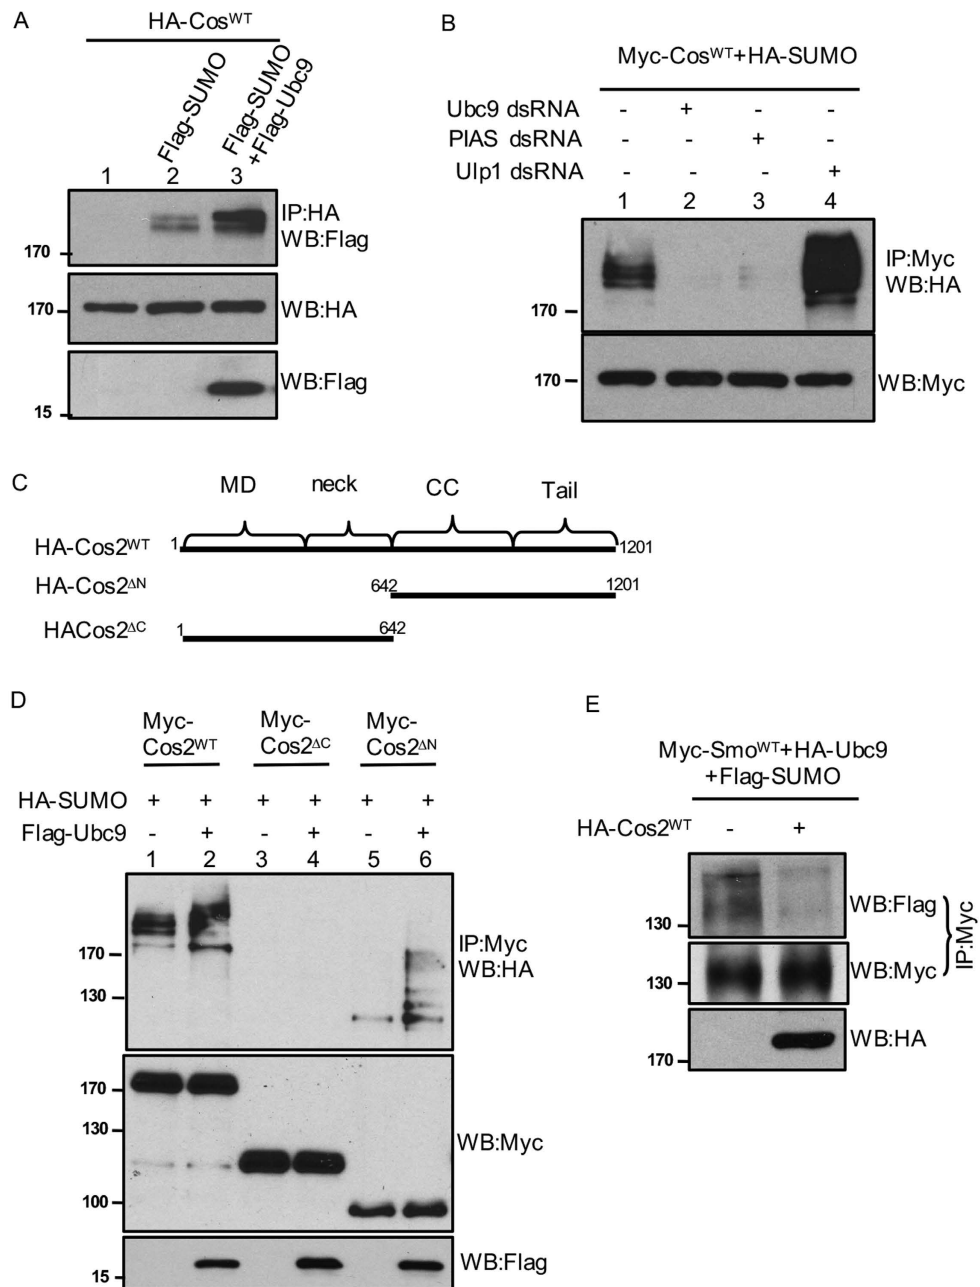 A
HA-Cos^WT
Flag-SUMO
Flag-SUMO
+Flag-Ubc9
1 2 3
IP:HA
WB:Flag
170
170
WB:HA
WB:Flag
15
B
Myc-Cos^WT+HA-SUMO
Ubc9 dsRNA - + - -
PIAS dsRNA - - + -
Ulp1 dsRNA - - - +
1 2 3 4
IP:Myc
WB:HA
170
170
WB:Myc
C
MD neck CC Tail
HA-Cos2^WT 1 1201
HA-Cos2^ΔN 642 1201
HACos2^ΔC 1 642
D
Myc-
Cos2^WT
Myc-
Cos2^ΔC
Myc-
Cos2^ΔN
HA-SUMO + + + + + +
Flag-Ubc9 - + - + - +
1 2 3 4 5 6
170
IP:Myc
WB:HA
130
170
130
WB:Myc
100
WB:Flag
15
E
Myc-Smo^WT+HA-Ubc9
+Flag-SUMO
HA-Cos2^WT - +
WB:Flag
130
IP:Myc
WB:Myc
130
WB:HA
170